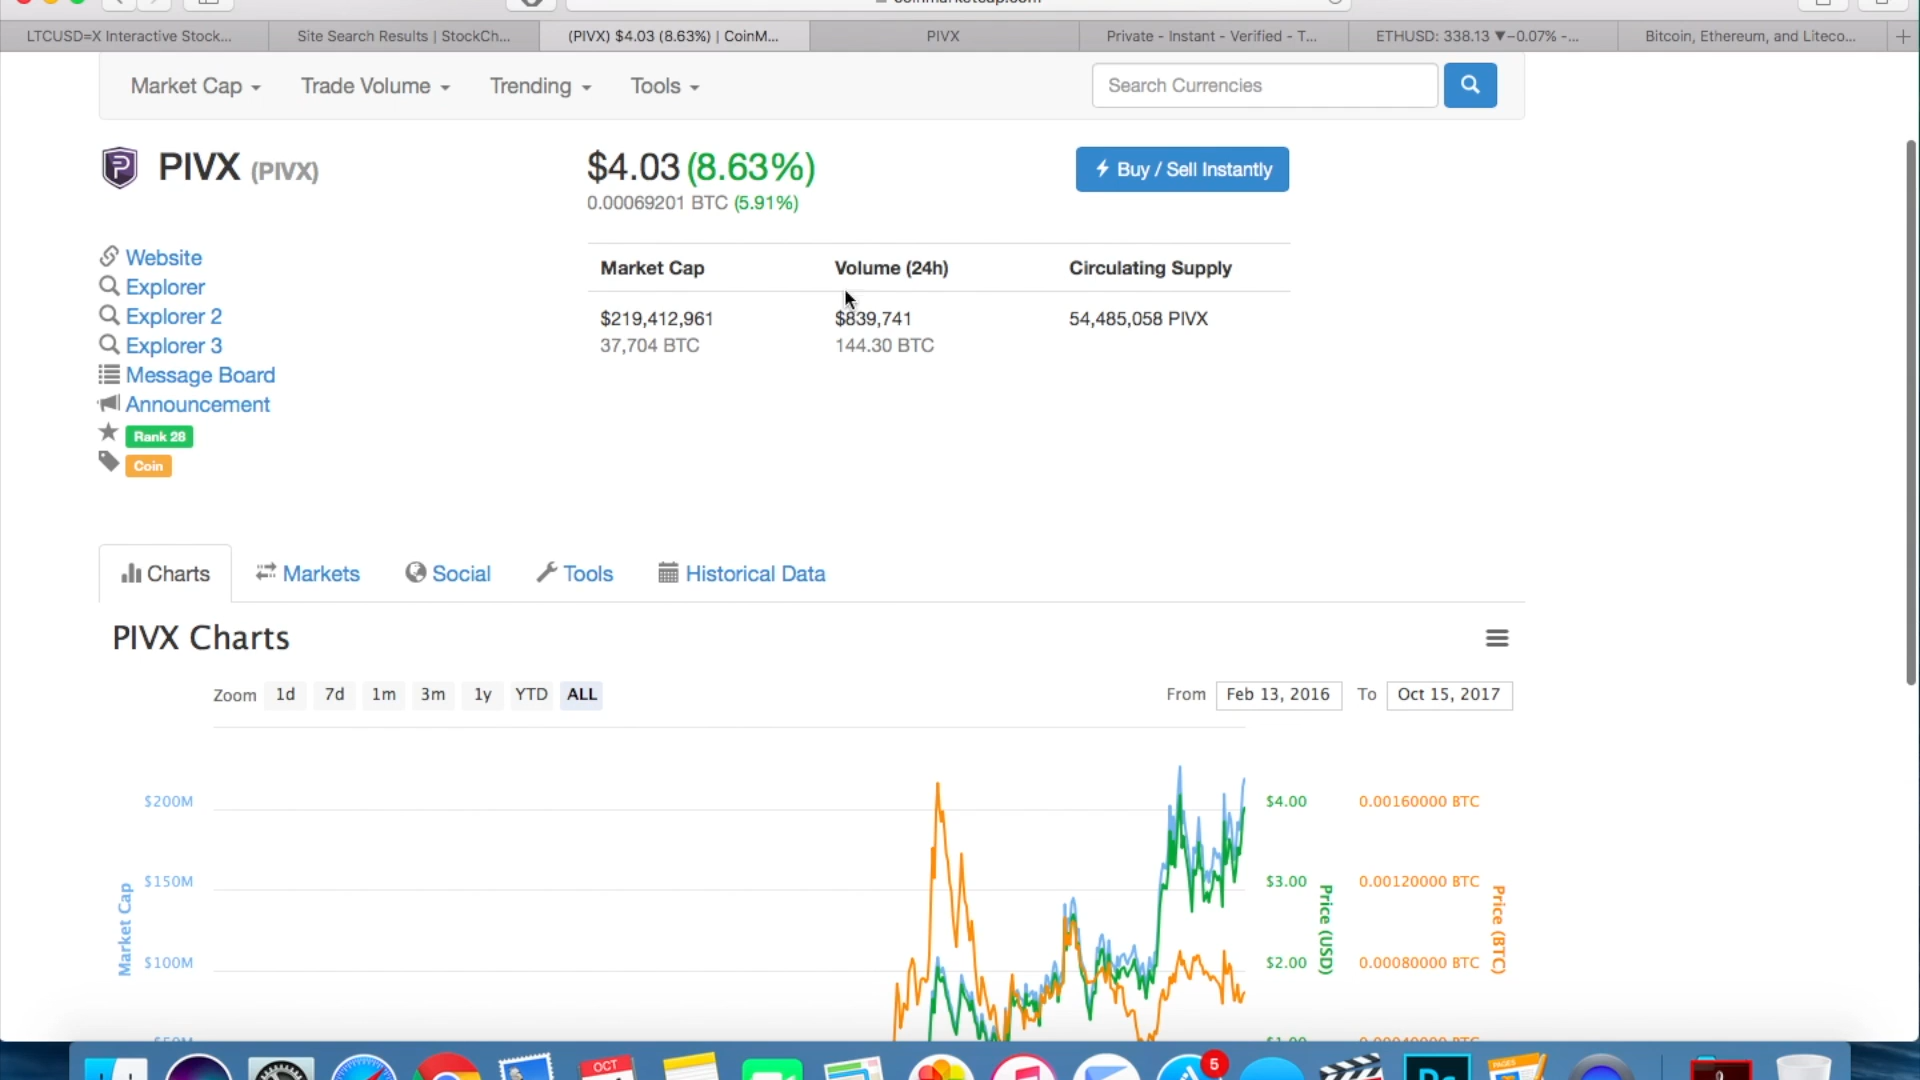 LTCUSD=X Interactive Stock... Site Search Results | StockCh... (PIVX) $4.03 (8.63%) | CoinM... PIVX Private - Instant - Verified - T... ETHUSD: 338.13 ▼−0.07% -... Bitcoin, Ethereum, and Liteco... +
Market Cap Trade Volume Trending Tools Search Currencies
PIVX (PIVX)
$4.03 (8.63%)
0.00069201 BTC (5.91%)
Buy / Sell Instantly
Website
Explorer
Explorer 2
Explorer 3
Message Board
Announcement
Rank 28
Coin
Market Cap Volume (24h) Circulating Supply
$219,412,961 $839,741 54,485,058 PIVX
37,704 BTC 144.30 BTC
Charts Markets Social Tools Historical Data
PIVX Charts
Zoom 1d 7d 1m 3m 1y YTD ALL From Feb 13, 2016 To Oct 15, 2017
$200M $4.00 0.00160000 BTC
$150M $3.00 0.00120000 BTC
$100M $2.00 0.00080000 BTC
Market Cap
Price (USD)
Price (BTC)
OCT
5
PAGES